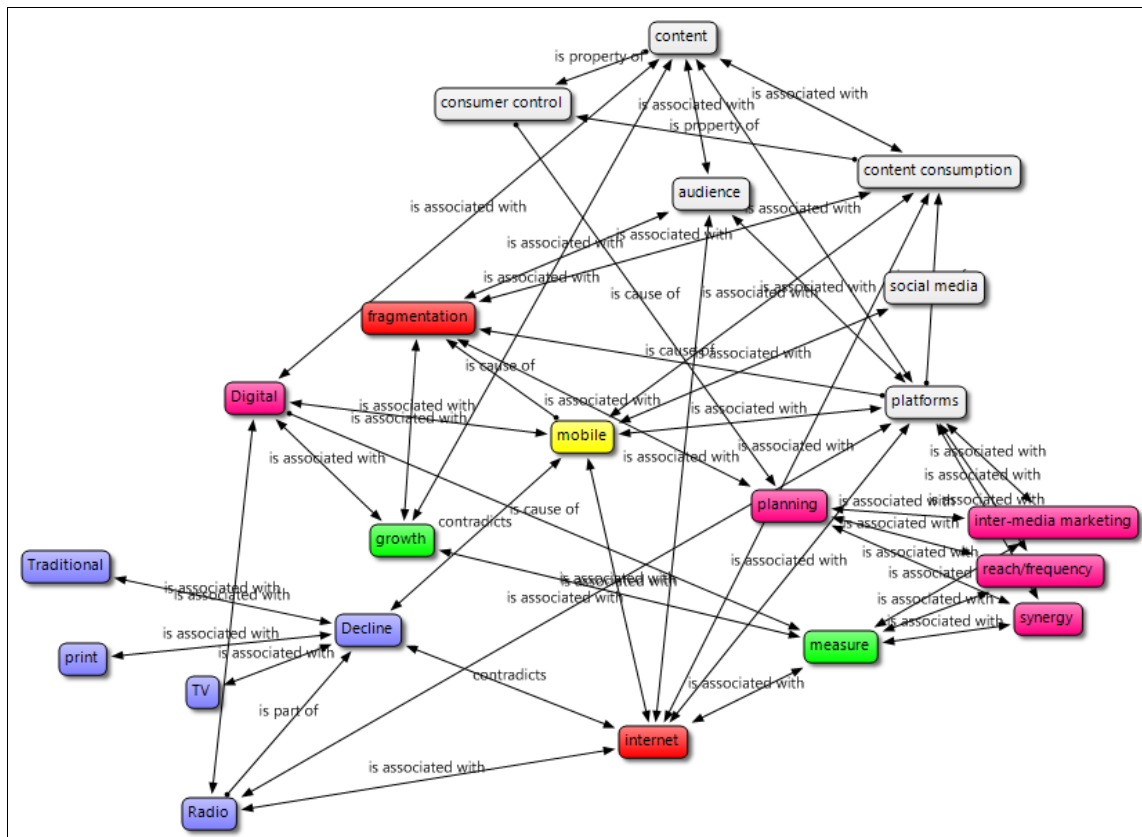 content
is property of
consumer control
is associated with
is associated with
is property of
content consumption
audience
is associated with
is associated with
is associated with
is associated with
is associated with
social media
is associated with
is associated with
is cause of
fragmentation
is cause of
is associated with
is cause of
Digital
platforms
is associated with
is associated with
is associated with
mobile
is associated with
is associated with
is associated with
is associated with
planning
is associated with
is associated with
is cause of
inter-media marketing
contradicts
is associated with
growth
Traditional
is associated with
is associated with
is associated with
reach/frequency
is associated with
is associated with
is associated with
synergy
is associated with
Decline
is associated with
print
is associated with
measure
TV
contradicts
is associated with
is part of
internet
is associated with
Radio